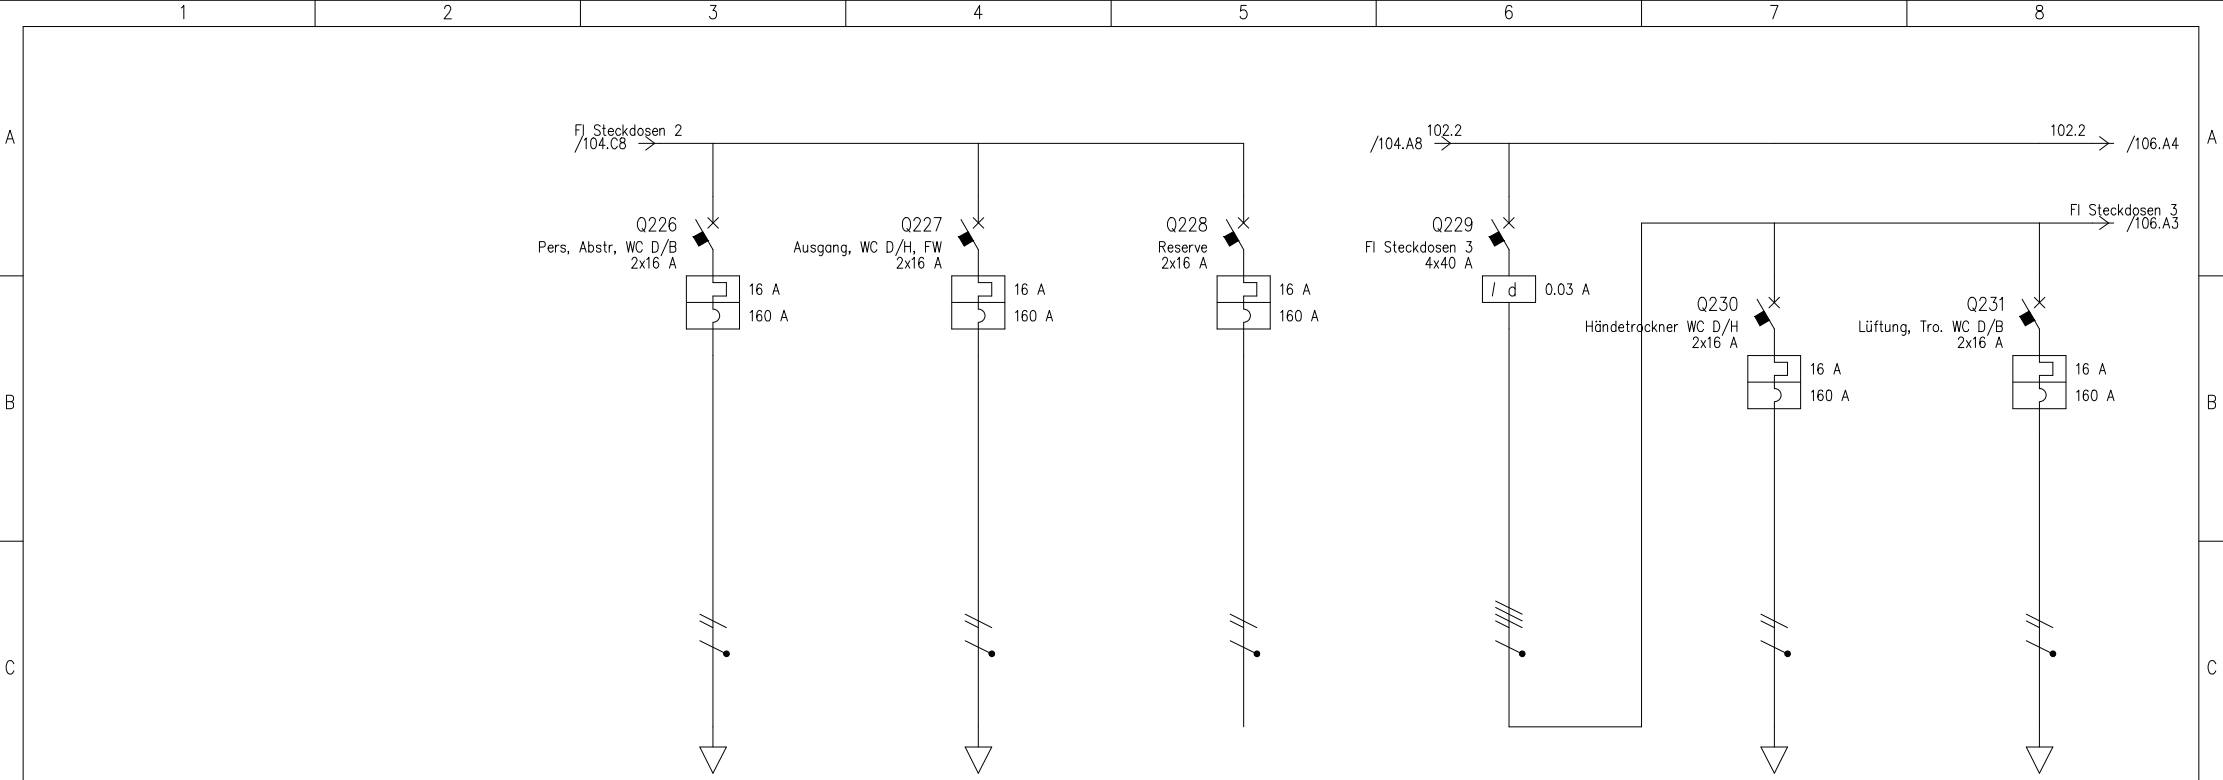 1 2 3 4 5 6 7 8
A A
FI Steckdosen 2
/104.C8
102.2
/104.A8
102.2
/106.A4
FI Steckdosen 3
/106.A3
Q226
Pers, Abstr, WC D/B
2x16 A
16 A
160 A
Q227
Ausgang, WC D/H, FW
2x16 A
16 A
160 A
Q228
Reserve
2x16 A
16 A
160 A
Q229
FI Steckdosen 3
4x40 A
I d
0.03 A
Q230
Händetrockner WC D/H
2x16 A
16 A
160 A
Q231
Lüftung, Tro. WC D/B
2x16 A
16 A
160 A
B B
C C